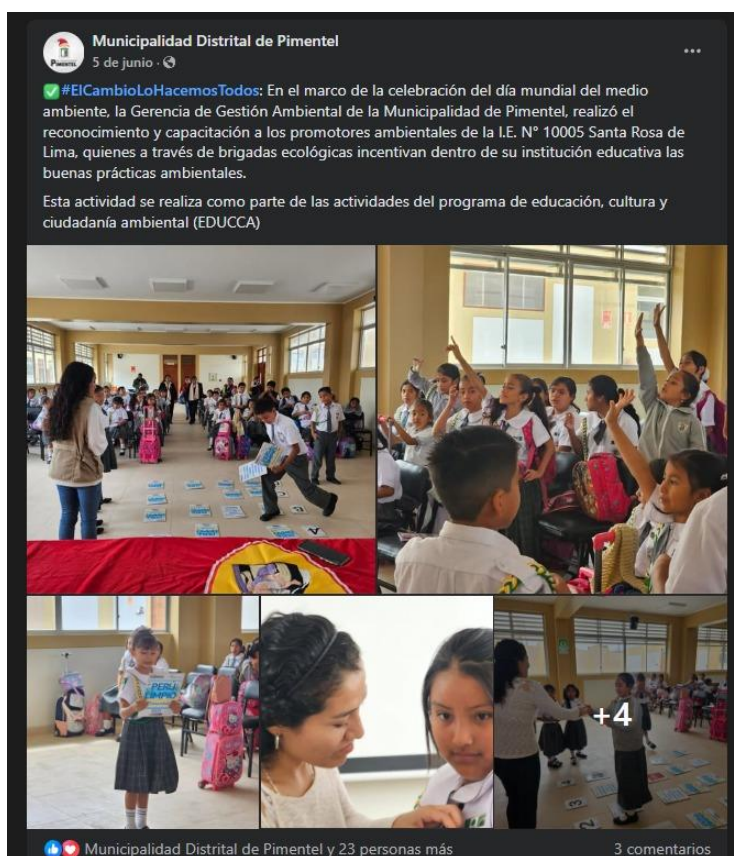 Municipalidad Distrital de Pimentel
5 de junio ·
PIMENTEL
#ElCambioLoHacemosTodos: En el marco de la celebración del día mundial del medio
ambiente, la Gerencia de Gestión Ambiental de la Municipalidad de Pimentel, realizó el
reconocimiento y capacitación a los promotores ambientales de la I.E. N° 10005 Santa Rosa de
Lima, quienes a través de brigadas ecológicas incentivan dentro de su institución educativa las
buenas prácticas ambientales.
Esta actividad se realiza como parte de las actividades del programa de educación, cultura y
ciudadanía ambiental (EDUCCA)
PERÚ
LIMPIO
+4
Municipalidad Distrital de Pimentel y 23 personas más
3 comentarios